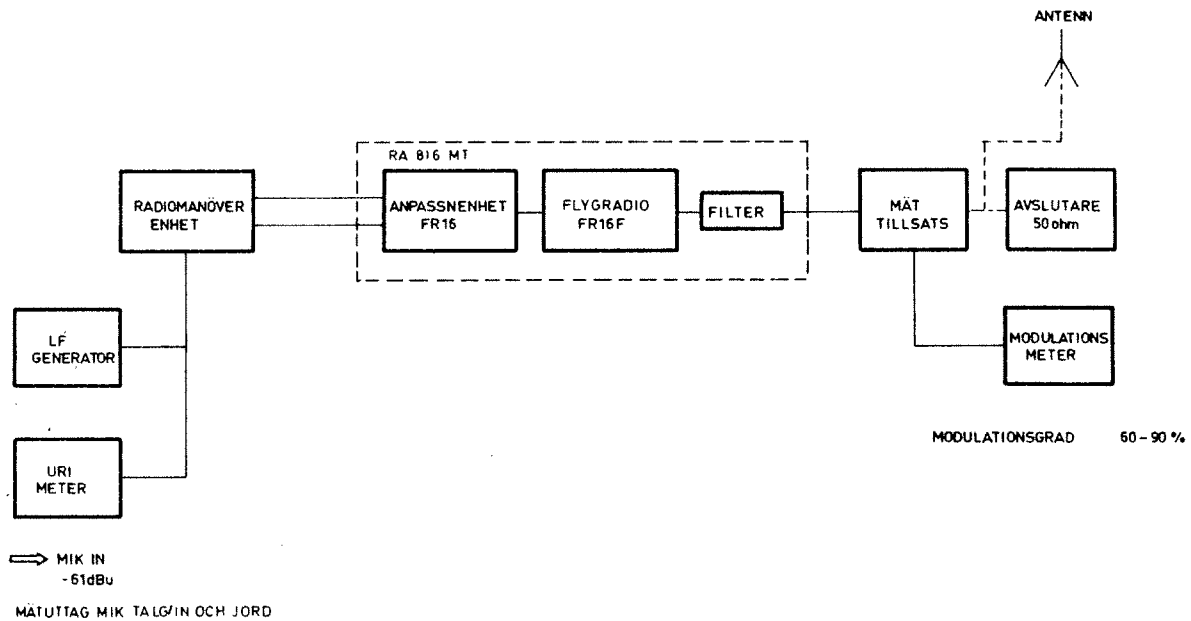 ANTENN
RA 816 MT
RADIOMANÖVER
ENHET
ANPASSNENHET
FR16
FLYGRADIO
FR16F
FILTER
MÄT
TILLSATS
AVSLUTARE
50 ohm
LF
GENERATOR
MODULATIONS
METER
URI
METER
MODULATIONSGRAD 60-90 %
MIK IN
-61dBu
MÄTUTTAG MIK TALG/IN OCH JORD